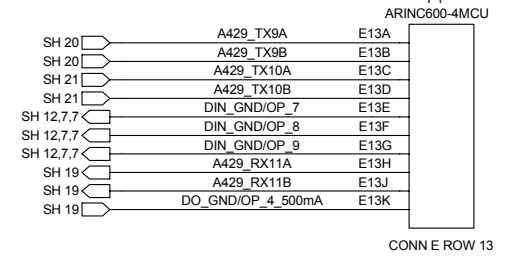 ARINC600-4MCU
SH 20 A429_TX9A E13A
SH 20 A429_TX9B E13B
SH 21 A429_TX10A E13C
SH 21 A429_TX10B E13D
SH 12,7,7 DIN_GND/OP_7 E13E
SH 12,7,7 DIN_GND/OP_8 E13F
SH 12,7,7 DIN_GND/OP_9 E13G
SH 19 A429_RX11A E13H
SH 19 A429_RX11B E13J
SH 19 DO_GND/OP_4_500mA E13K
CONN E ROW 13